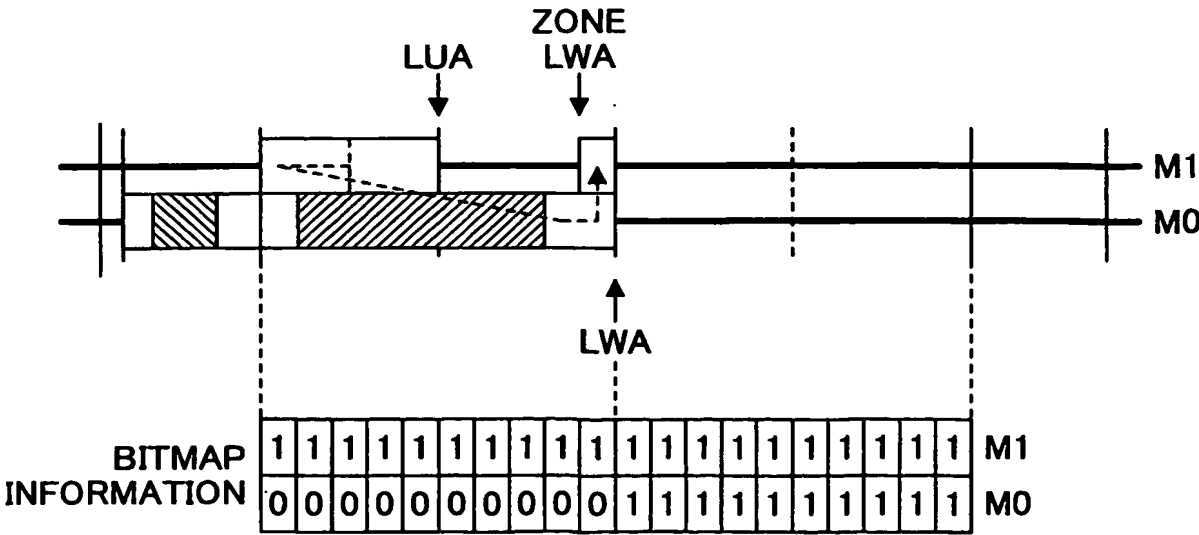 ZONE
LUA LWA
M1
M0
LWA
1 1 1 1 1 1 1 1 1 1 1 1 1 1 1 1 1 1 1 1 M1
BITMAP
INFORMATION
0 0 0 0 0 0 0 0 0 0 1 1 1 1 1 1 1 1 1 1 M0